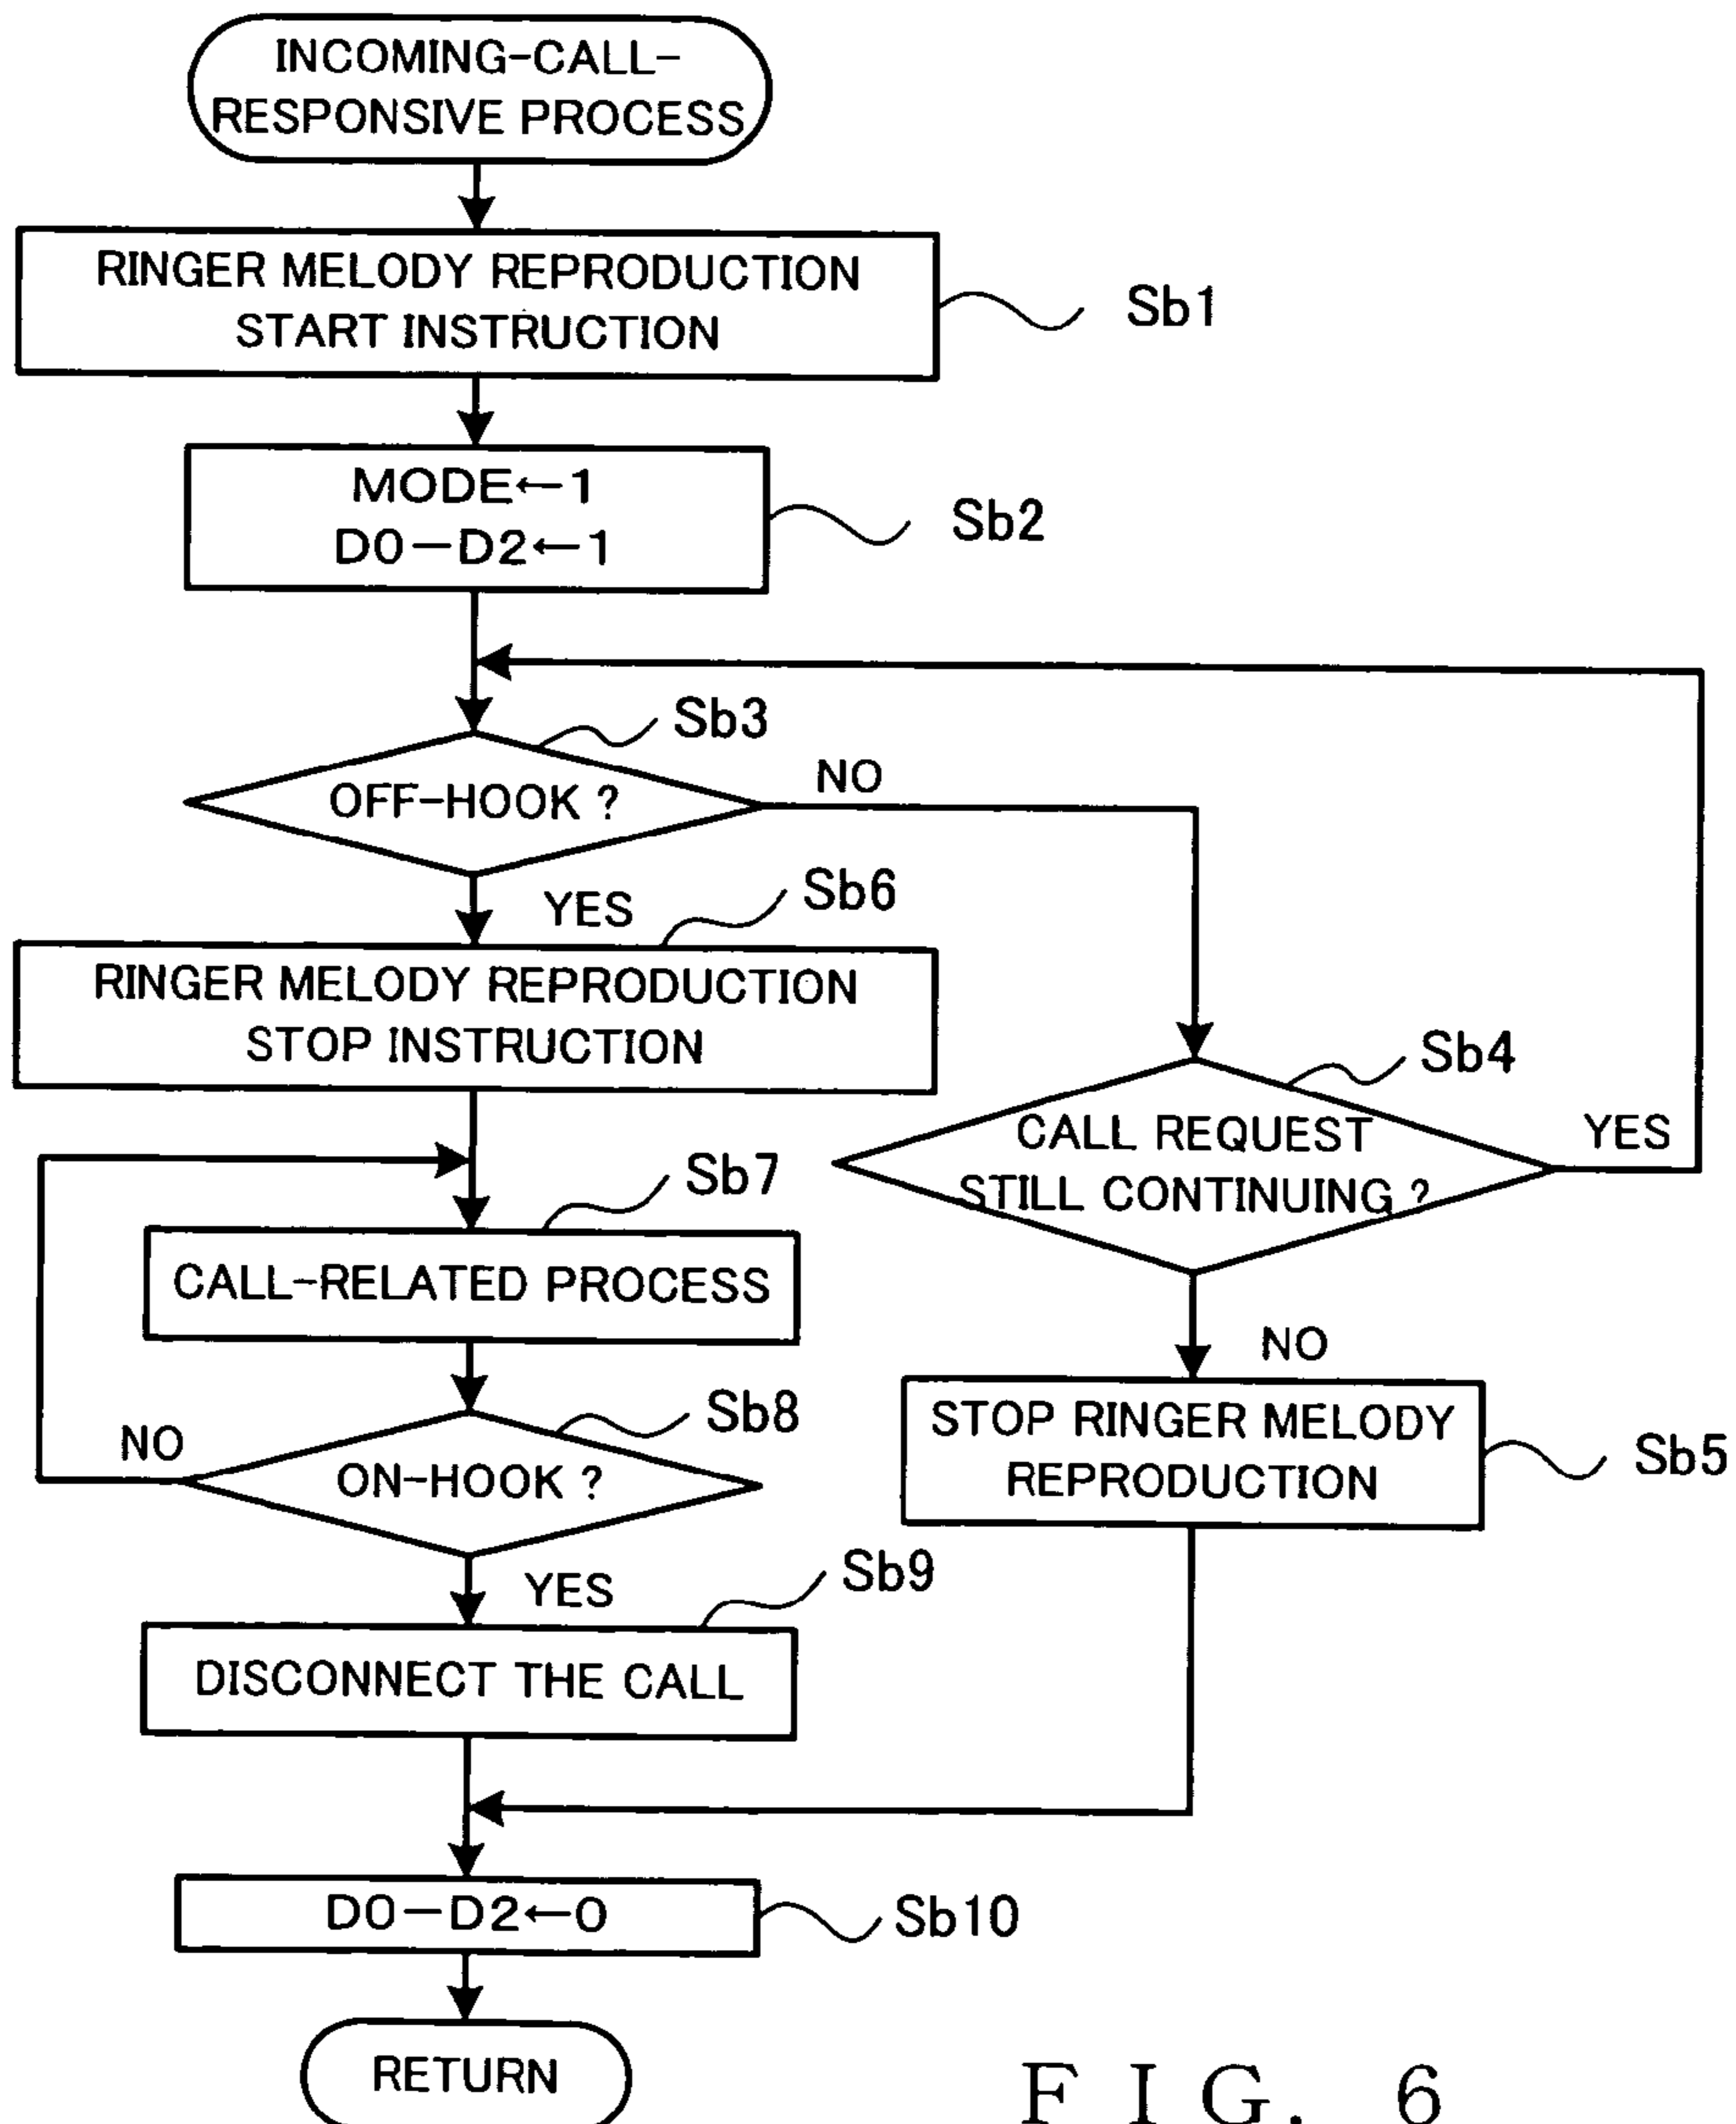 INCOMING-CALL-
RESPONSIVE PROCESS
RINGER MELODY REPRODUCTION
START INSTRUCTION
Sb1
MODE←1
D0-D2←1
Sb2
Sb3
OFF-HOOK ?
NO
YES
Sb6
RINGER MELODY REPRODUCTION
STOP INSTRUCTION
Sb4
CALL REQUEST
STILL CONTINUING ?
YES
Sb7
CALL-RELATED PROCESS
NO
Sb8
NO
ON-HOOK ?
STOP RINGER MELODY
REPRODUCTION
Sb5
YES
Sb9
DISCONNECT THE CALL
D0-D2←0
Sb10
RETURN
FIG. 6